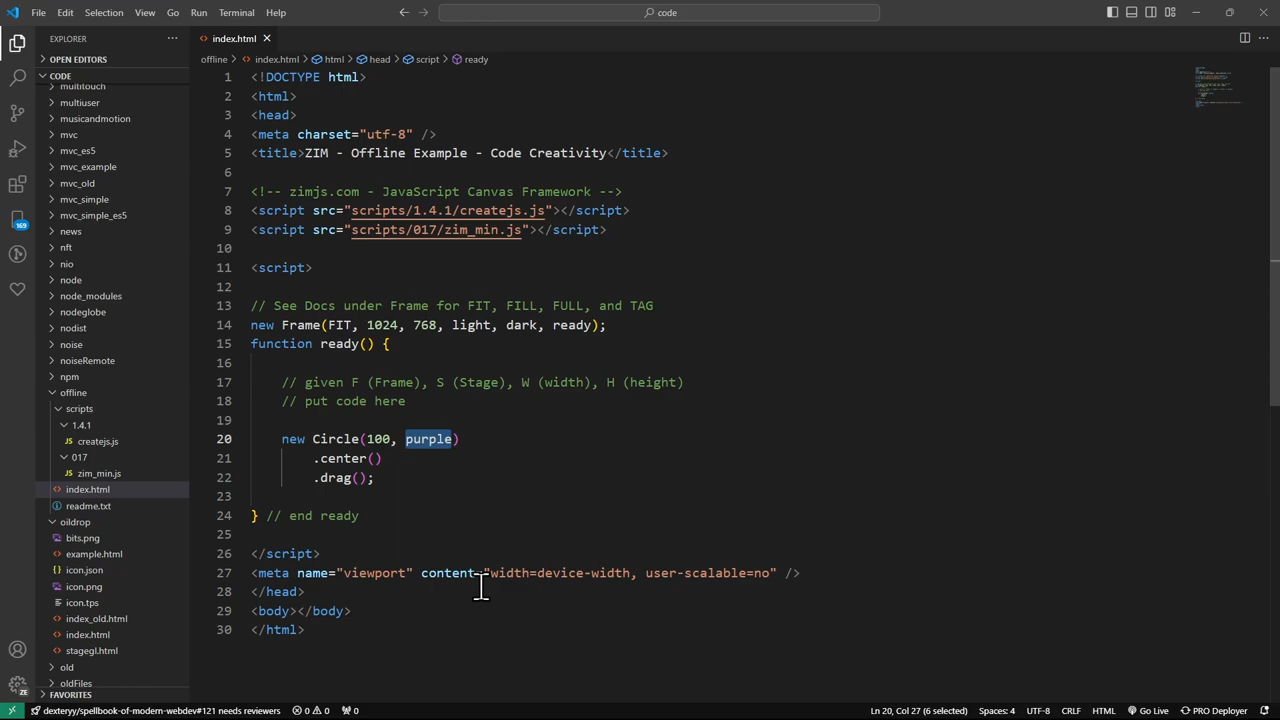 File Edit Selection View Go Run Terminal Help
code
EXPLORER
OPEN EDITORS
CODE
multitouch
multiuser
musicandmotion
mvc
mvc_es5
mvc_example
mvc_old
mvc_simple
mvc_simple_es5
news
nft
nio
node
node_modules
nodeglobe
nodist
noise
noiseRemote
npm
offline
scripts
1.4.1
JS createjs.js
017
JS zim_min.js
index.html
readme.txt
oildrop
bits.png
example.html
icon.json
icon.png
icon.tps
index_old.html
index.html
stagegl.html
old
oldFiles
FAVORITES
169
ZE
index.html
offline > index.html > html > head > script > ready
1 <!DOCTYPE html>
2 <html>
3 <head>
4 <meta charset="utf-8" />
5 <title>ZIM - Offline Example - Code Creativity</title>
6
7 <!-- zimjs.com - JavaScript Canvas Framework -->
8 <script src="scripts/1.4.1/createjs.js"></script>
9 <script src="scripts/017/zim_min.js"></script>
10
11 <script>
12
13 // See Docs under Frame for FIT, FILL, FULL, and TAG
14 new Frame(FIT, 1024, 768, light, dark, ready);
15 function ready() {
16
17 // given F (Frame), S (Stage), W (width), H (height)
18 // put code here
19
20 new Circle(100, purple)
21 .center()
22 .drag();
23
24 } // end ready
25
26 </script>
27 <meta name="viewport" content="width=device-width, user-scalable=no" />
28 </head>
29 <body></body>
30 </html>
dexteryy/spellbook-of-modern-webdev#121 needs reviewers 0 0 0 Ln 20, Col 27 (6 selected) Spaces: 4 UTF-8 CRLF HTML Go Live PRO Deployer